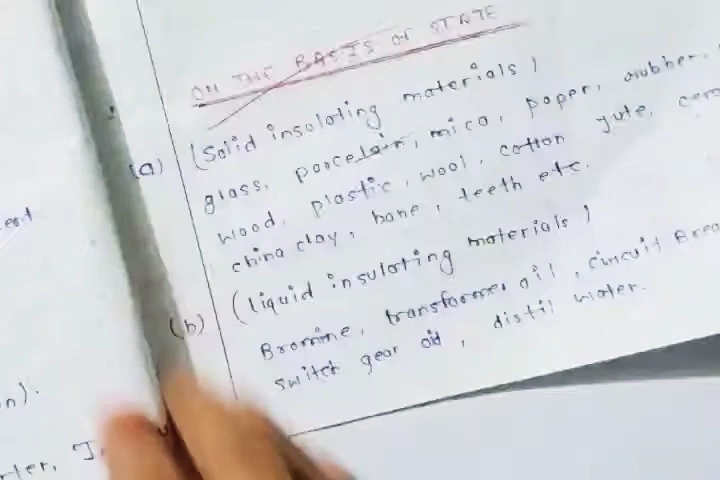 ON THE BASIS OF STATE
(a) (Solid insulating materials)
glass, porcelain, mica, paper, rubber,
wood, plastic, wool, cotton yute,
china clay, bone, teeth etc.
(b) (liquid insulating materials)
Bromine, transformer oil, circuit
switch gear oil, distil water.